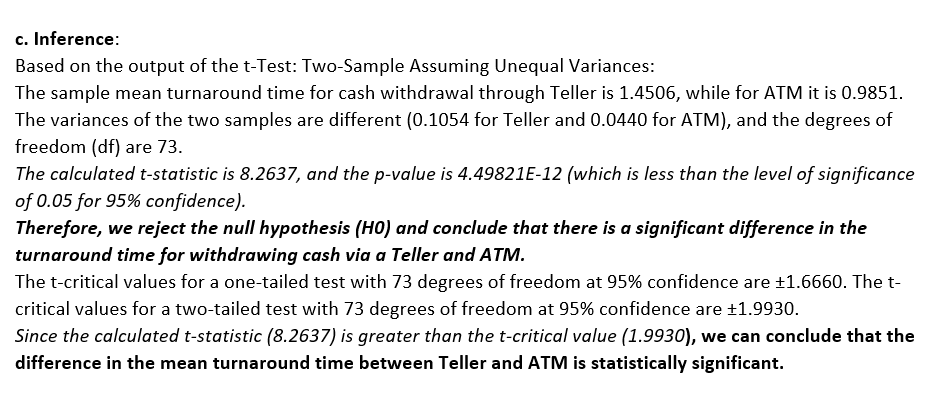 c. Inference:
Based on the output of the t-Test: Two-Sample Assuming Unequal Variances:
The sample mean turnaround time for cash withdrawal through Teller is 1.4506, while for ATM it is 0.9851.
The variances of the two samples are different (0.1054 for Teller and 0.0440 for ATM), and the degrees of
freedom (df) are 73.
The calculated t-statistic is 8.2637, and the p-value is 4.49821E-12 (which is less than the level of significance
of 0.05 for 95% confidence).
Therefore, we reject the null hypothesis (H0) and conclude that there is a significant difference in the
turnaround time for withdrawing cash via a Teller and ATM.
The t-critical values for a one-tailed test with 73 degrees of freedom at 95% confidence are ±1.6660. The t-
critical values for a two-tailed test with 73 degrees of freedom at 95% confidence are ±1.9930.
Since the calculated t-statistic (8.2637) is greater than the t-critical value (1.9930), we can conclude that the
difference in the mean turnaround time between Teller and ATM is statistically significant.